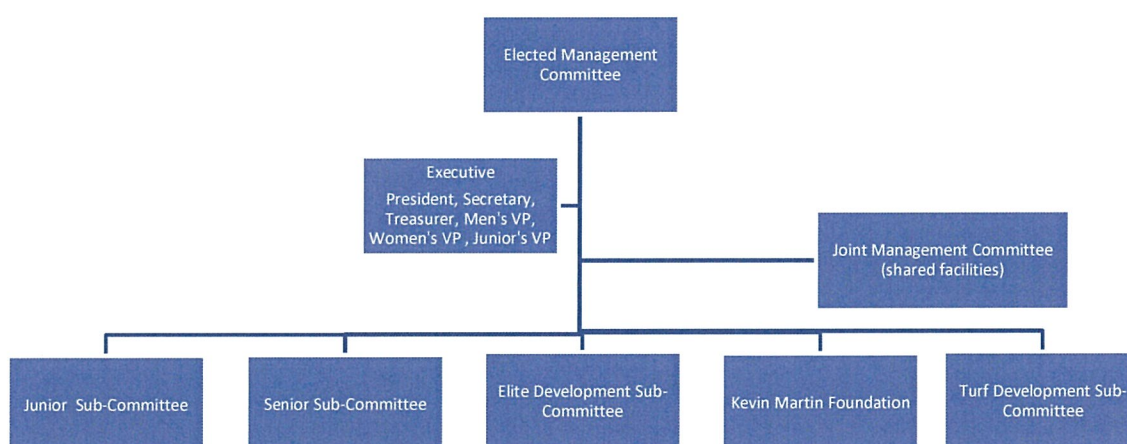 Elected Management
Committee
Executive
President, Secretary,
Treasurer, Men's VP,
Women's VP , Junior's VP
Joint Management Committee
(shared facilities)
Junior Sub-Committee
Senior Sub-Committee
Elite Development Sub-
Committee
Kevin Martin Foundation
Turf Development Sub-
Committee